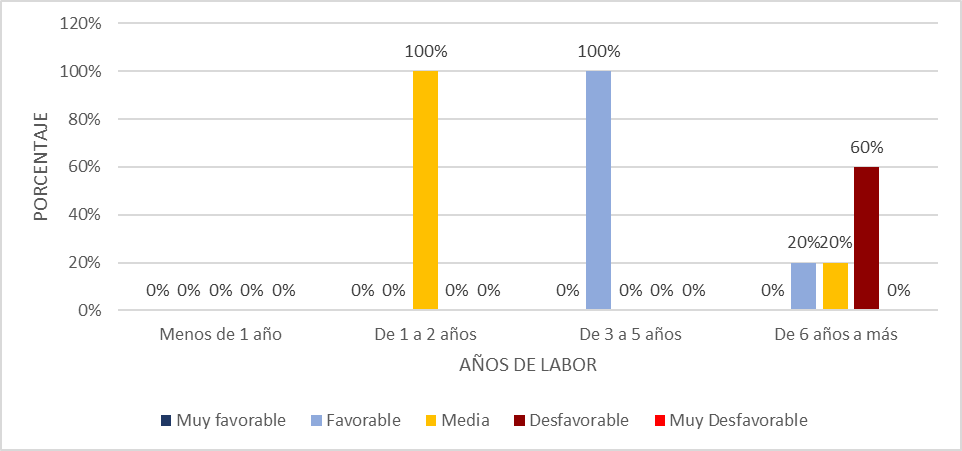 120%
100%
80%
60%
40%
20%
0%
PORCENTAJE
0% 0% 0% 0% 0%
0% 0% 100% 0% 0%
0% 100% 0% 0% 0%
0% 20% 20% 60% 0%
Menos de 1 año
De 1 a 2 años
De 3 a 5 años
De 6 años a más
AÑOS DE LABOR
Muy favorable Favorable Media Desfavorable Muy Desfavorable